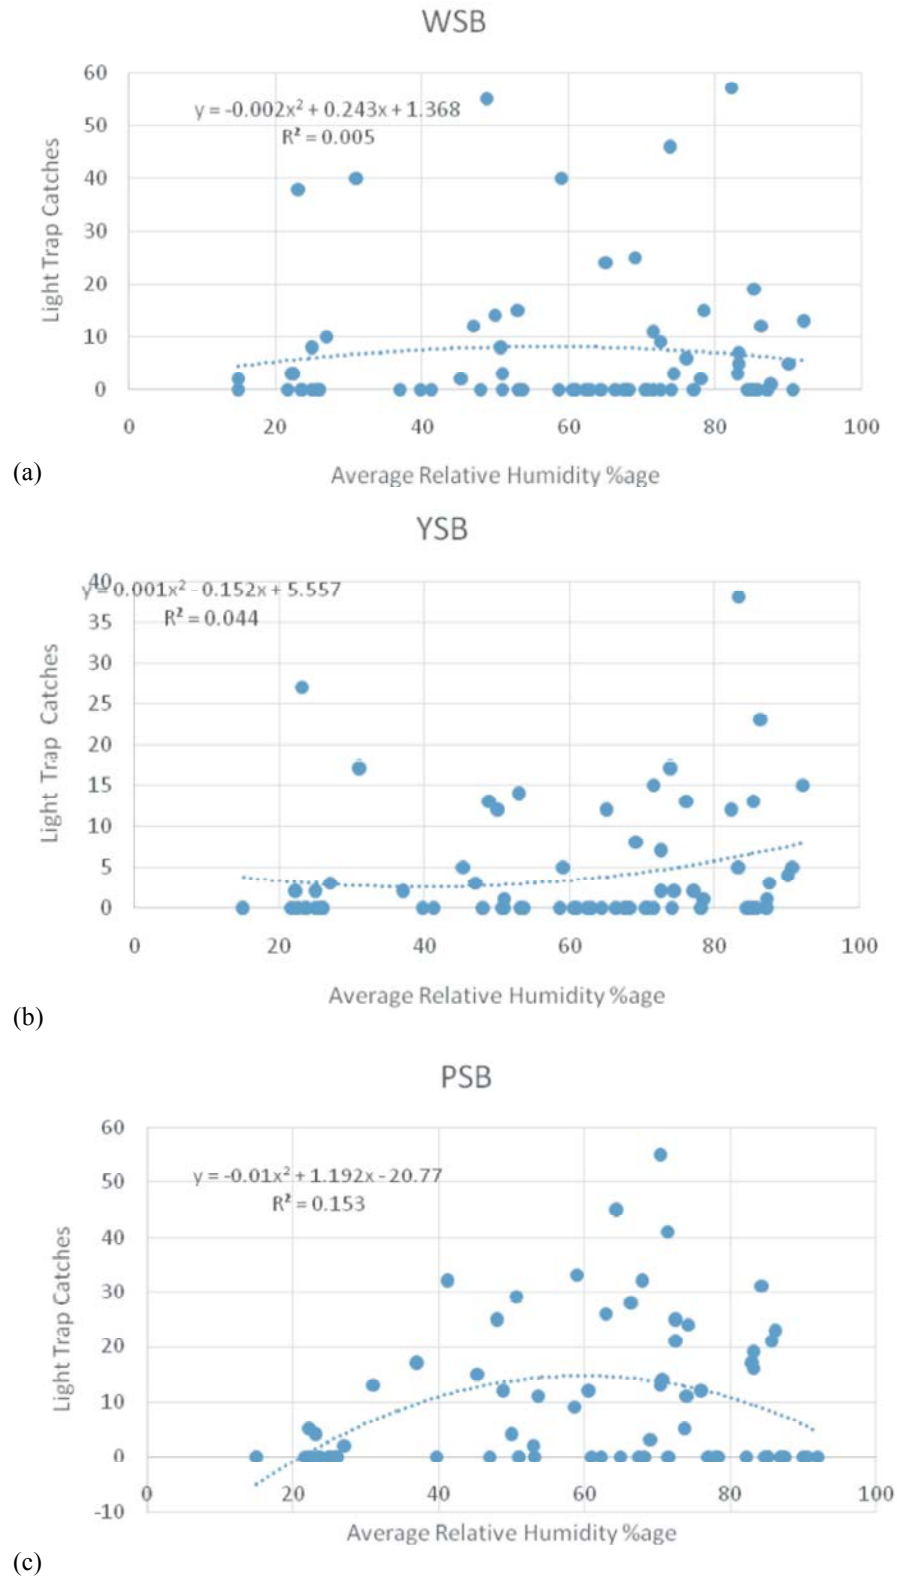 WSB
60
y = -0.002x² + 0.243x + 1.368
R² = 0.005
50
40
30
20
10
0
Light Trap Catches
0 20 40 60 80 100
Average Relative Humidity %age
(a)
YSB
40
y = 0.001x² - 0.152x + 5.557
R² = 0.044
35
30
25
20
15
10
5
0
Light Trap Catches
0 20 40 60 80 100
Average Relative Humidity %age
(b)
PSB
60
y = -0.01x² + 1.192x - 20.77
R² = 0.153
50
40
30
20
10
0
-10
Light Trap Catches
0 20 40 60 80 100
Average Relative Humidity %age
(c)